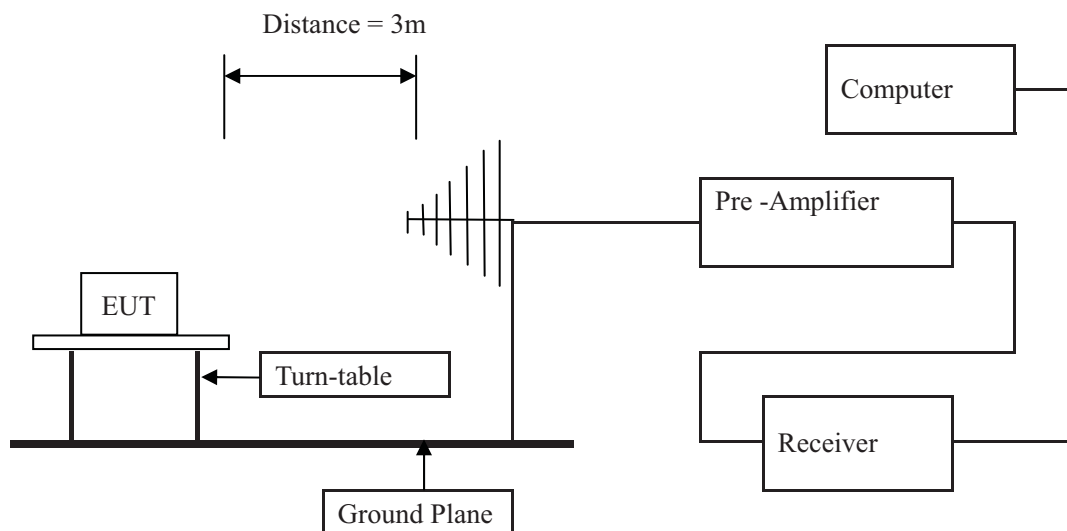 Distance = 3m
Computer
Pre -Amplifier
EUT
Turn-table
Receiver
Ground Plane